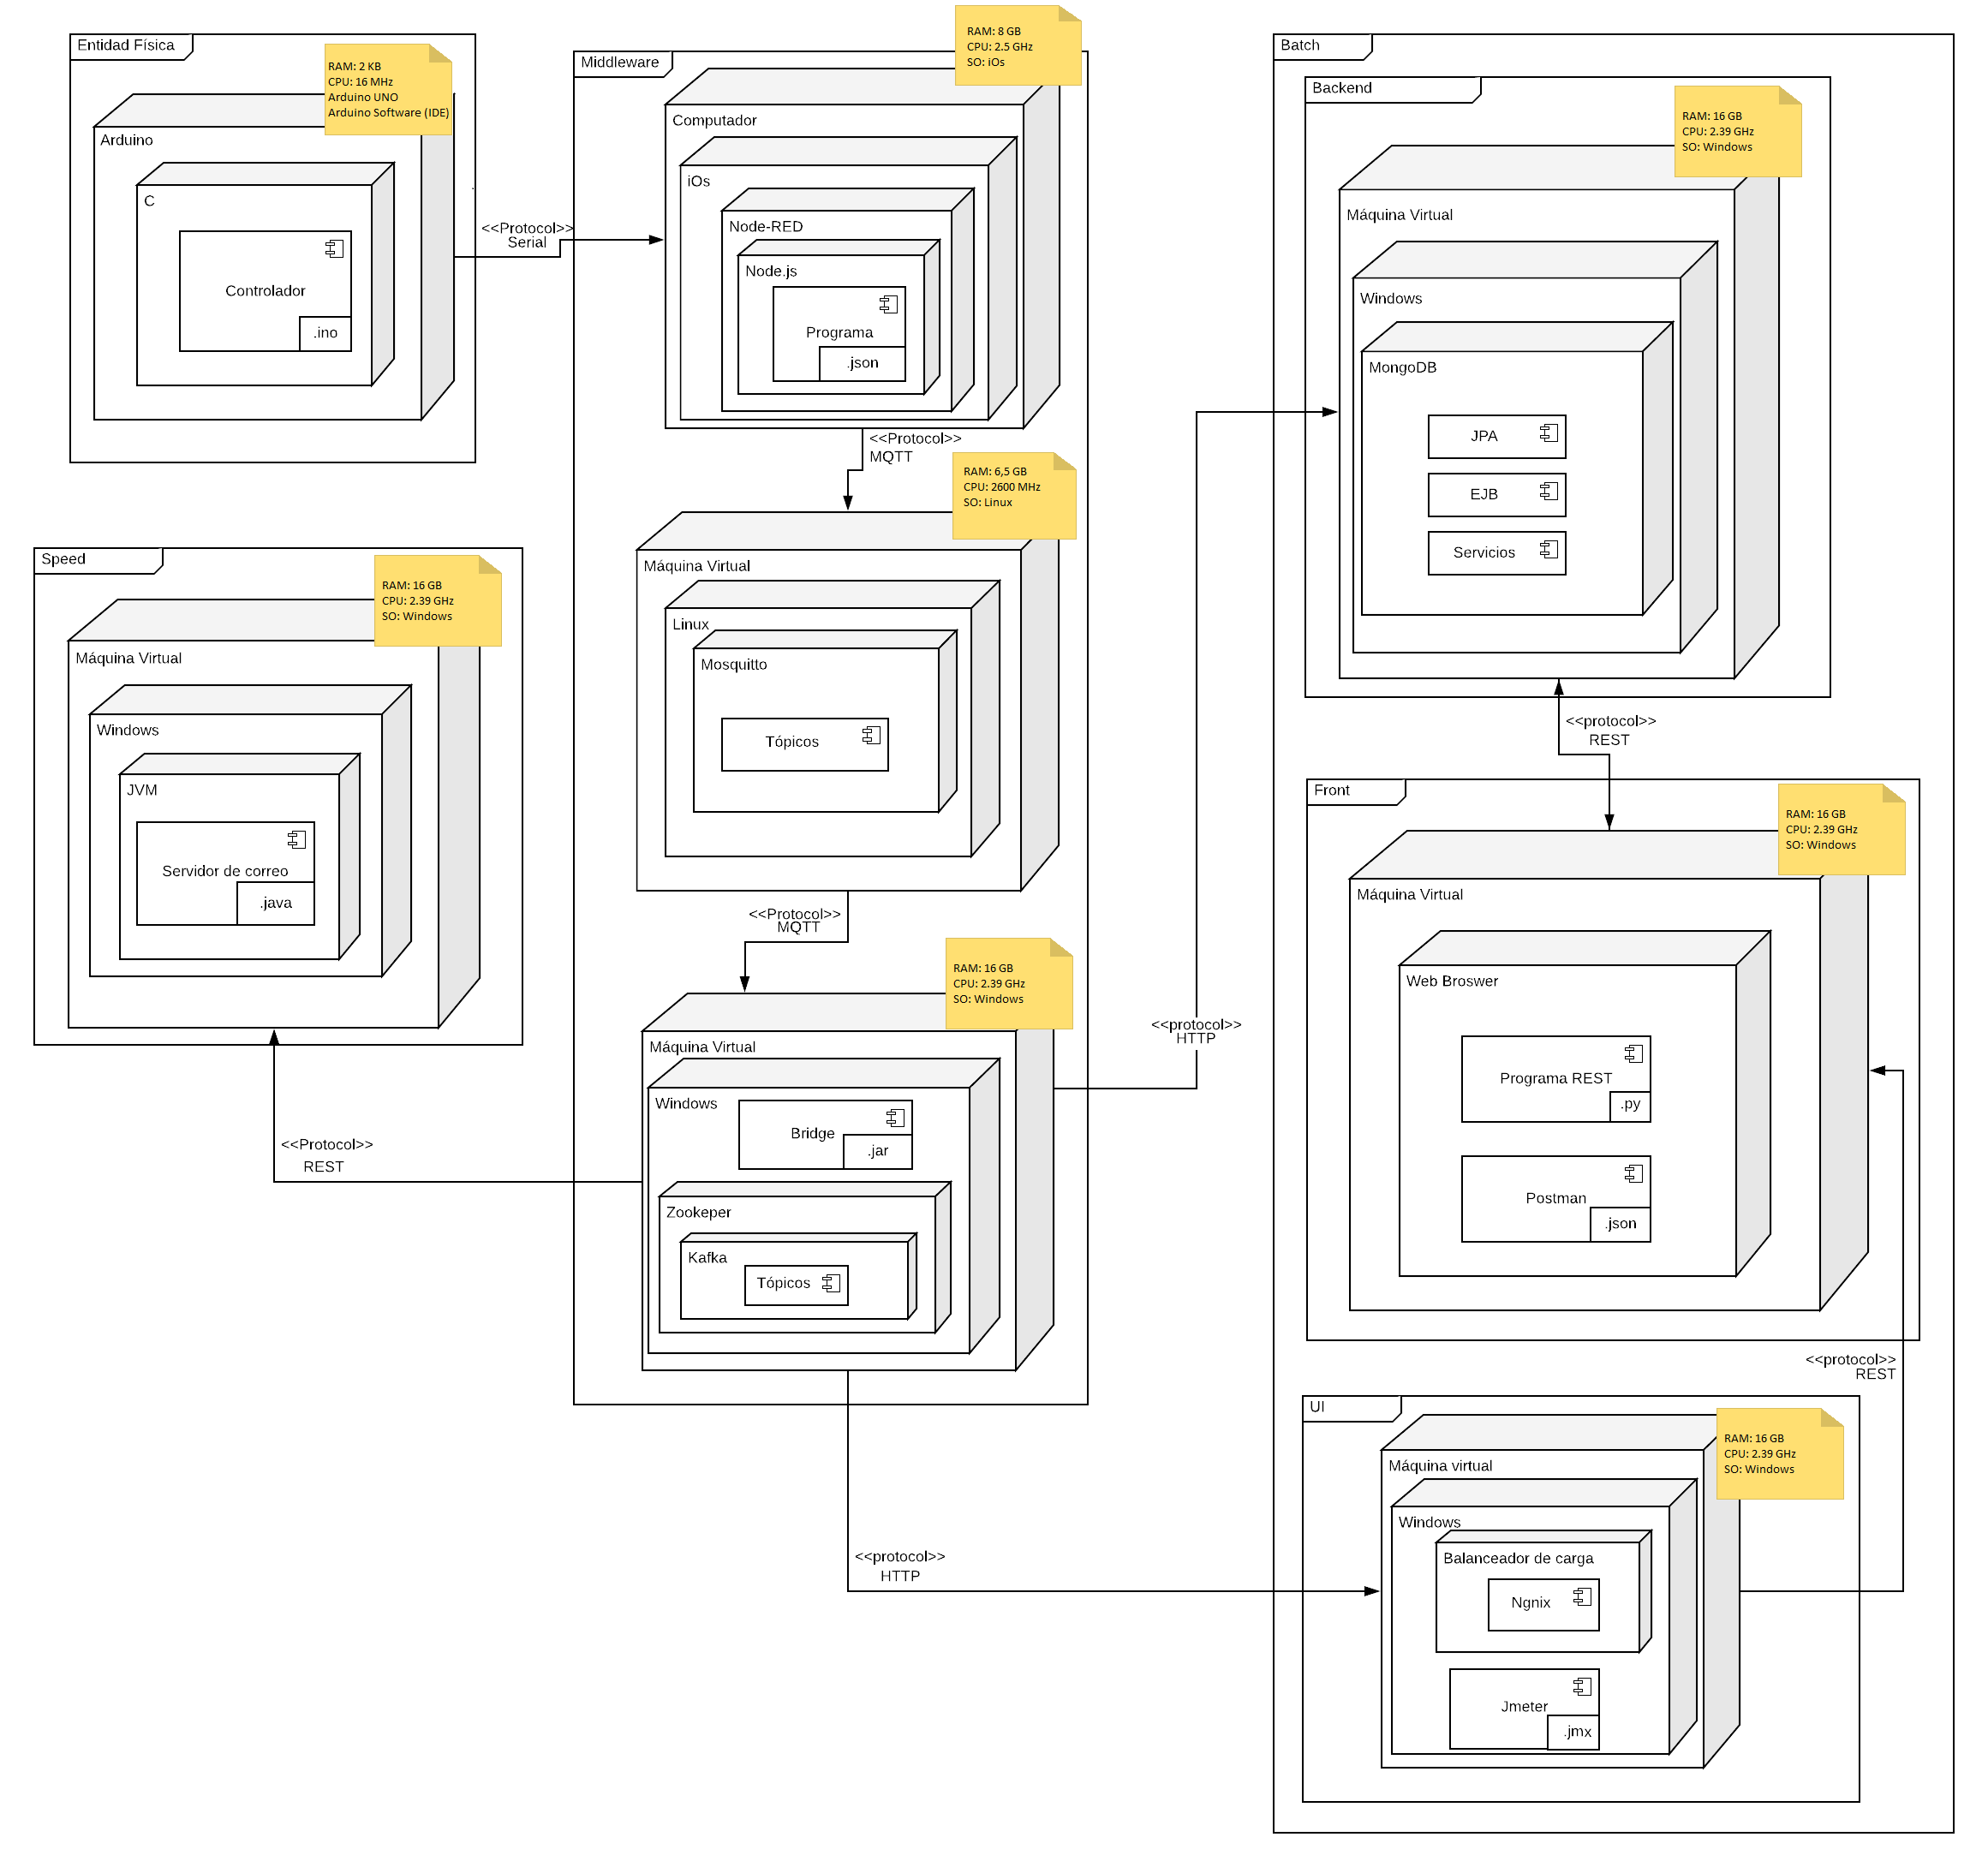 Entidad Física
RAM: 2 KB
CPU: 16 MHz
Arduino UNO
Arduino Software (IDE)
Arduino
C
Controlador
.ino
<<Protocol>>
Serial
Middleware
RAM: 8 GB
CPU: 2.5 GHz
SO: iOs
Computador
iOs
Node-RED
Node.js
Programa
.json
<<Protocol>>
MQTT
RAM: 6,5 GB
CPU: 2600 MHz
SO: Linux
Máquina Virtual
Linux
Mosquitto
Tópicos
<<Protocol>>
MQTT
RAM: 16 GB
CPU: 2.39 GHz
SO: Windows
Máquina Virtual
Windows
Bridge
.jar
Zookeper
Kafka
Tópicos
Speed
RAM: 16 GB
CPU: 2.39 GHz
SO: Windows
Máquina Virtual
Windows
JVM
Servidor de correo
.java
<<Protocol>>
REST
<<protocol>>
HTTP
<<protocol>>
HTTP
Batch
Backend
RAM: 16 GB
CPU: 2.39 GHz
SO: Windows
Máquina Virtual
Windows
MongoDB
JPA
EJB
Servicios
<<protocol>>
REST
Front
RAM: 16 GB
CPU: 2.39 GHz
SO: Windows
Máquina Virtual
Web Broswer
Programa REST
.py
Postman
.json
<<protocol>>
REST
UI
RAM: 16 GB
CPU: 2.39 GHz
SO: Windows
Máquina virtual
Windows
Balanceador de carga
Ngnix
Jmeter
.jmx